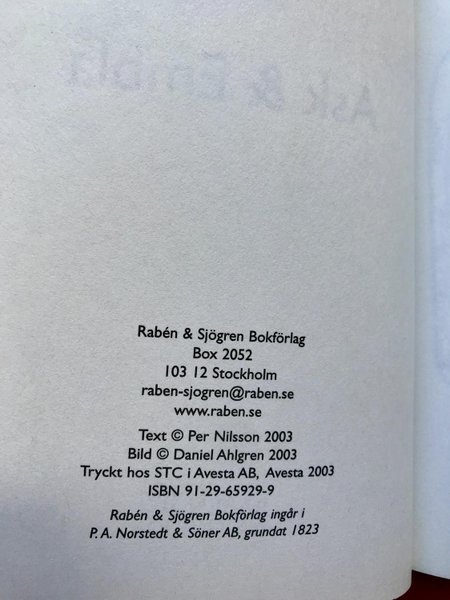 Ask & Embla
Rabén & Sjögren Bokförlag
Box 2052
103 12 Stockholm
raben-sjogren@raben.se
www.raben.se
Text © Per Nilsson 2003
Bild © Daniel Ahlgren 2003
Tryckt hos STC i Avesta AB, Avesta 2003
ISBN 91-29-65929-9
Rabén & Sjögren Bokförlag ingår i
P. A. Norstedt & Söner AB, grundat 1823